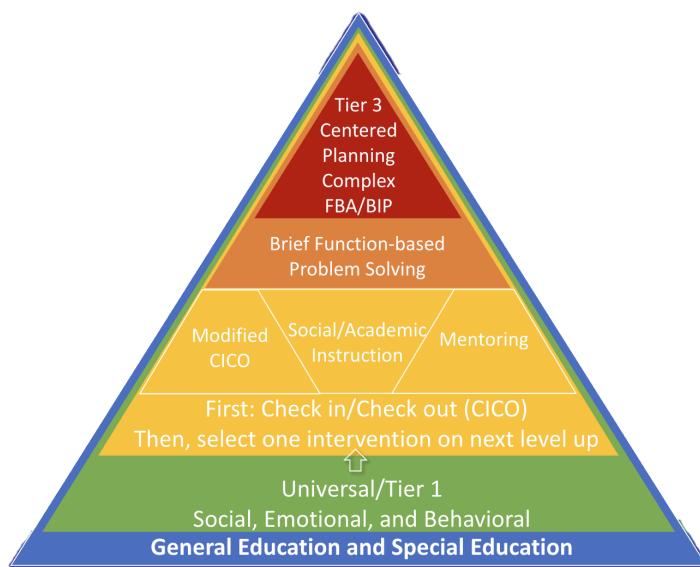 Tier 3
Centered
Planning
Complex
FBA/BIP
Brief Function-based
Problem Solving
Modified
CICO
Social/Academic
Instruction
Mentoring
First: Check in/Check out (CICO)
Then, select one intervention on next level up
Universal/Tier 1
Social, Emotional, and Behavioral
General Education and Special Education